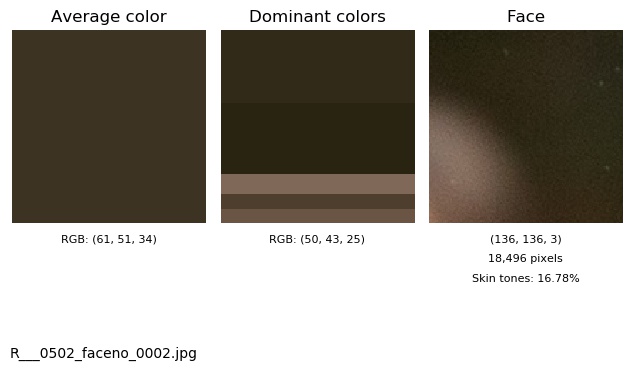 Average color
Dominant colors
Face
RGB: (61, 51, 34)
RGB: (50, 43, 25)
(136, 136, 3)
18,496 pixels
Skin tones: 16.78%
R___0502_faceno_0002.jpg